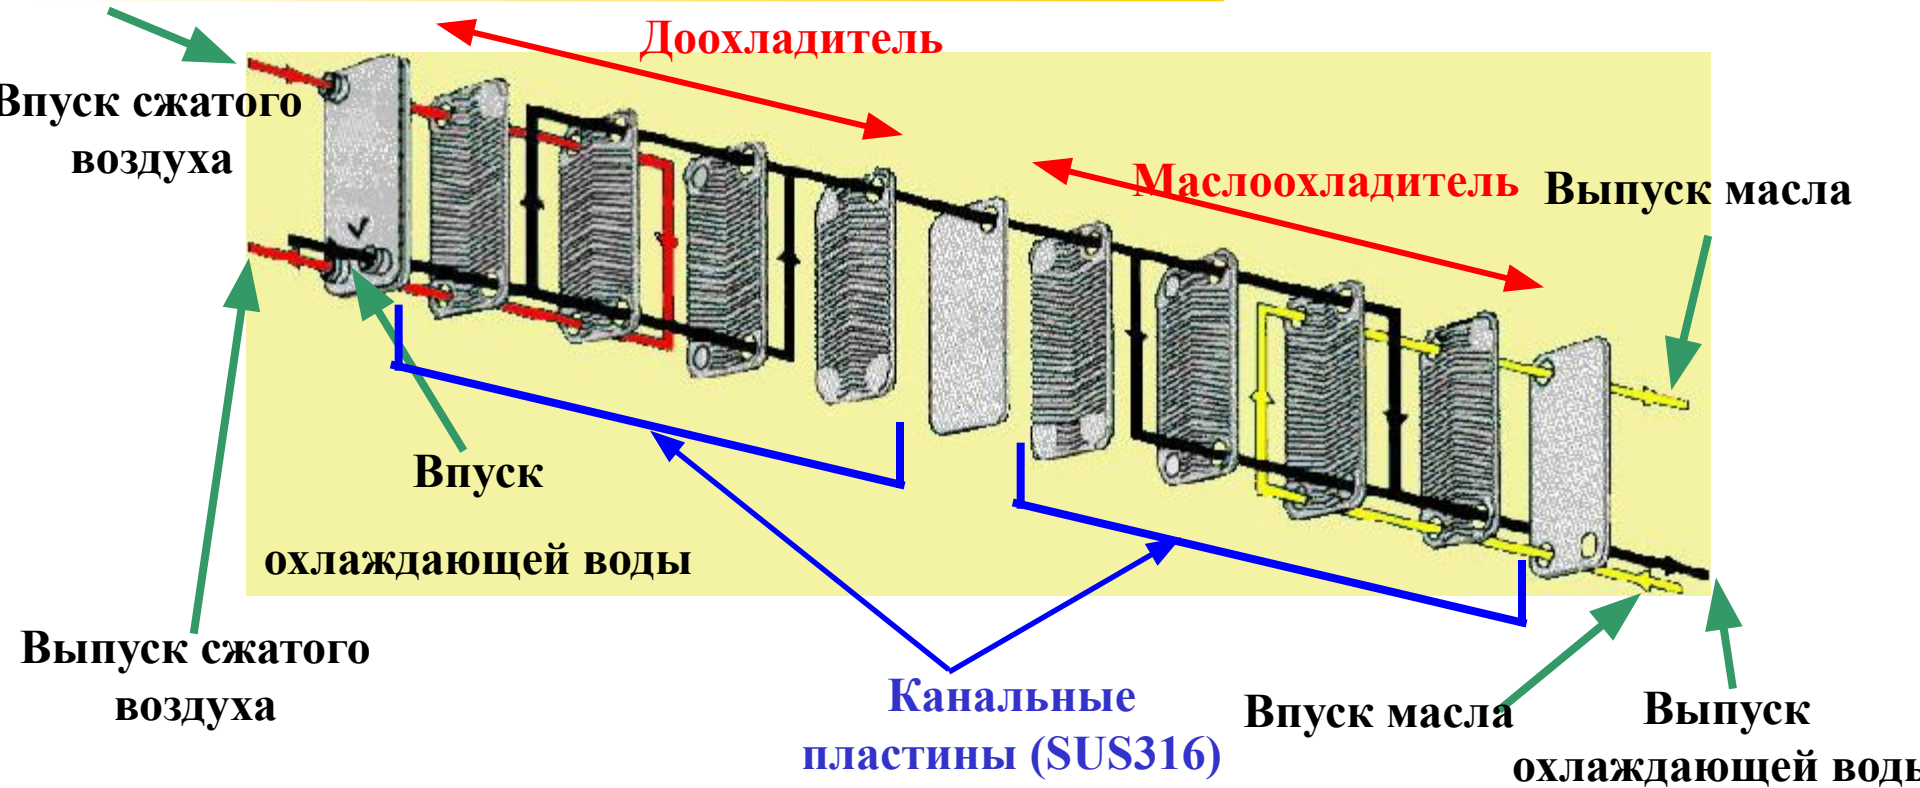 Доохладитель
Впуск сжатого
воздуха
Маслоохладитель
Выпуск масла
Впуск
охлаждающей воды
Выпуск сжатого
воздуха
Канальные
пластины (SUS316)
Впуск масла
Выпуск
охлаждающей воды